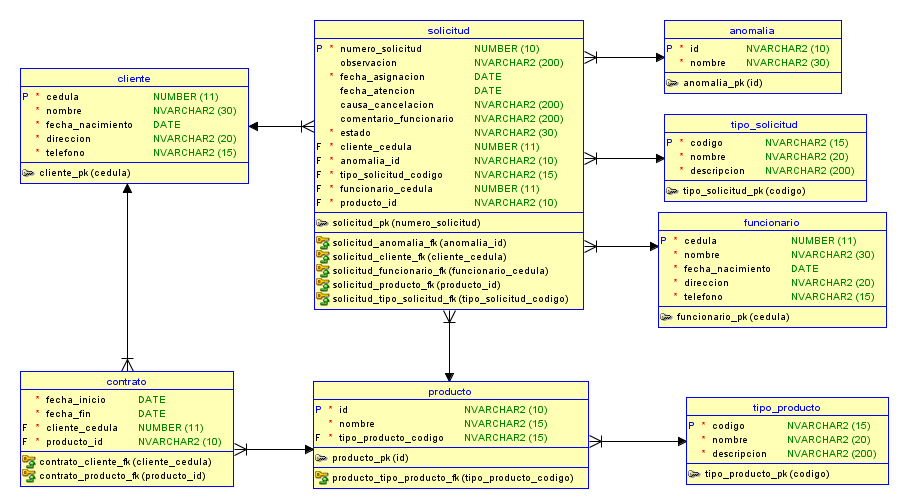 solicitud
P * numero_solicitud NUMBER (10)
observacion NVARCHAR2 (200)
* fecha_asignacion DATE
fecha_atencion DATE
causa_cancelacion NVARCHAR2 (200)
comentario_funcionario NVARCHAR2 (200)
* estado NVARCHAR2 (30)
F * cliente_cedula NUMBER (11)
F * anomalia_id NVARCHAR2 (10)
F * tipo_solicitud_codigo NVARCHAR2 (15)
F * funcionario_cedula NUMBER (11)
F * producto_id NVARCHAR2 (10)
solicitud_pk (numero_solicitud)
solicitud_anomalia_fk (anomalia_id)
solicitud_cliente_fk (cliente_cedula)
solicitud_funcionario_fk (funcionario_cedula)
solicitud_producto_fk (producto_id)
solicitud_tipo_solicitud_fk (tipo_solicitud_codigo)
anomalia
P * id NVARCHAR2 (10)
* nombre NVARCHAR2 (30)
anomalia_pk (id)
cliente
P * cedula NUMBER (11)
* nombre NVARCHAR2 (30)
* fecha_nacimiento DATE
* direccion NVARCHAR2 (20)
* telefono NVARCHAR2 (15)
cliente_pk (cedula)
tipo_solicitud
P * codigo NVARCHAR2 (15)
* nombre NVARCHAR2 (20)
* descripcion NVARCHAR2 (200)
tipo_solicitud_pk (codigo)
funcionario
P * cedula NUMBER (11)
* nombre NVARCHAR2 (30)
* fecha_nacimiento DATE
* direccion NVARCHAR2 (20)
* telefono NVARCHAR2 (15)
funcionario_pk (cedula)
contrato
* fecha_inicio DATE
* fecha_fin DATE
F * cliente_cedula NUMBER (11)
F * producto_id NVARCHAR2 (10)
contrato_cliente_fk (cliente_cedula)
contrato_producto_fk (producto_id)
producto
P * id NVARCHAR2 (10)
* nombre NVARCHAR2 (15)
F * tipo_producto_codigo NVARCHAR2 (15)
producto_pk (id)
producto_tipo_producto_fk (tipo_producto_codigo)
tipo_producto
P * codigo NVARCHAR2 (15)
* nombre NVARCHAR2 (20)
* descripcion NVARCHAR2 (200)
tipo_producto_pk (codigo)